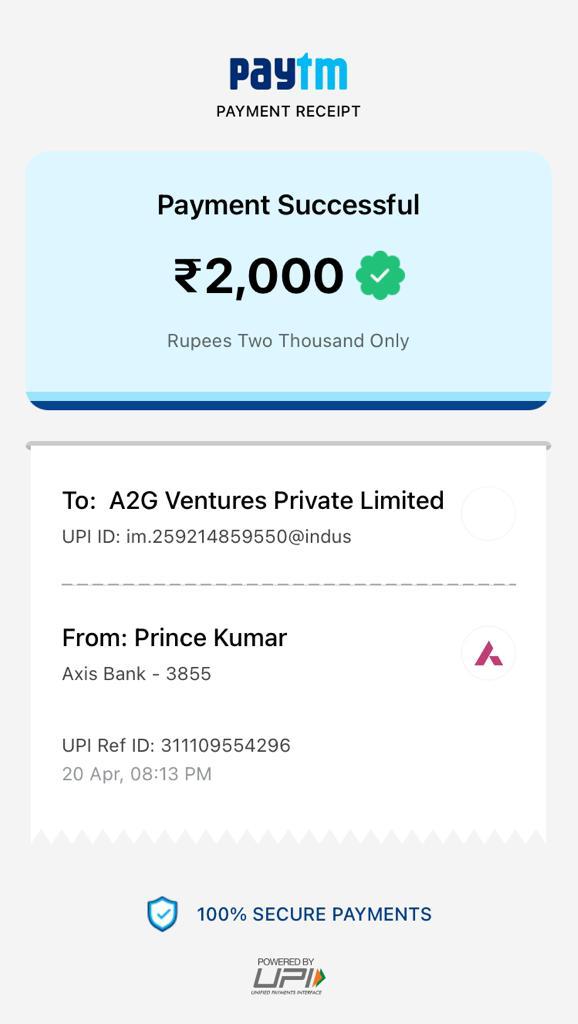 paytm
PAYMENT RECEIPT
Payment Successful
₹2,000
Rupees Two Thousand Only
To: A2G Ventures Private Limited
UPI ID: im.259214859550@indus
From: Prince Kumar
Axis Bank - 3855
UPI Ref ID: 311109554296
20 Apr, 08:13 PM
100% SECURE PAYMENTS
POWERED BY
UPI
UNIFIED PAYMENTS INTERFACE